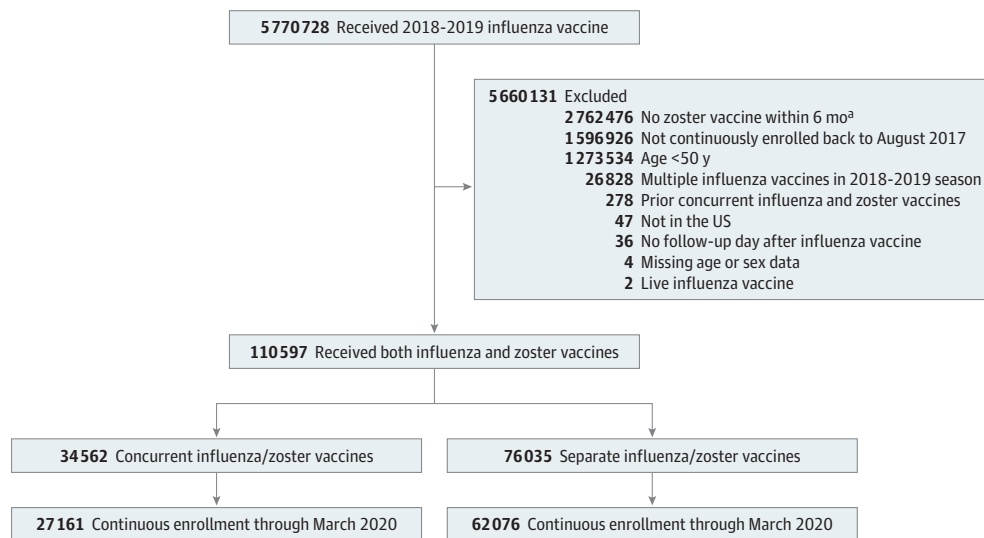 5770728 Received 2018-2019 influenza vaccine
5660131 Excluded
2762476 No zoster vaccine within 6 moᵃ
1596926 Not continuously enrolled back to August 2017
1273534 Age <50 y
26828 Multiple influenza vaccines in 2018-2019 season
278 Prior concurrent influenza and zoster vaccines
47 Not in the US
36 No follow-up day after influenza vaccine
4 Missing age or sex data
2 Live influenza vaccine
110597 Received both influenza and zoster vaccines
34562 Concurrent influenza/zoster vaccines
76035 Separate influenza/zoster vaccines
27161 Continuous enrollment through March 2020
62076 Continuous enrollment through March 2020